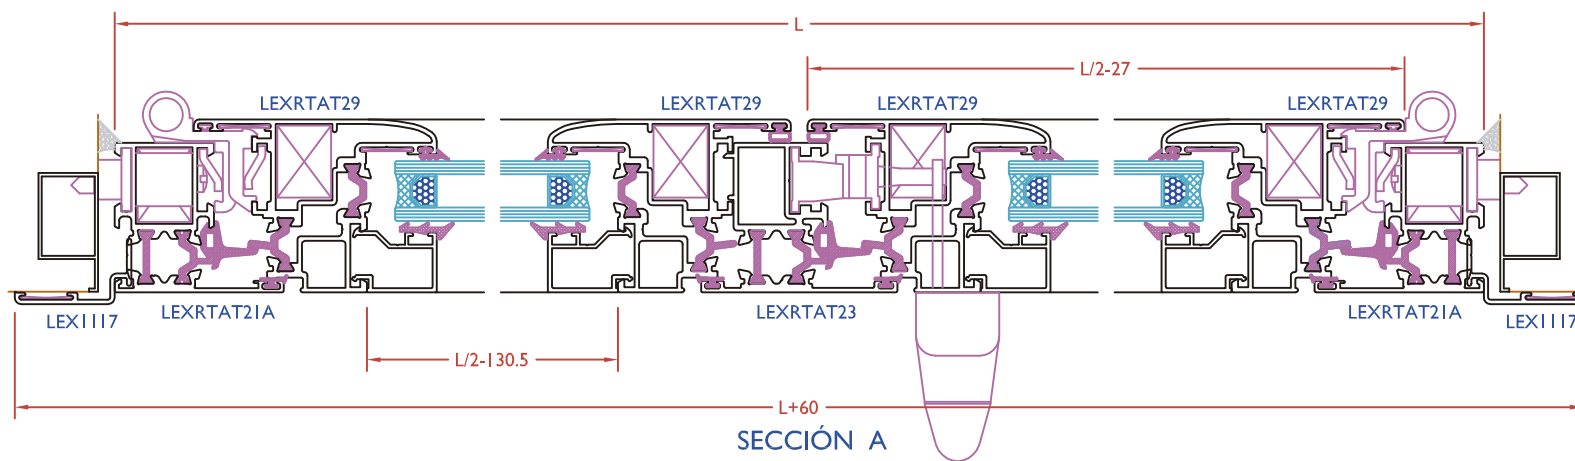 L
L/2-27
LEXRTAT29 LEXRTAT29 LEXRTAT29 LEXRTAT29
LEX1117 LEXRTAT21A LEXRTAT23 LEXRTAT21A LEX1117
L/2-130.5
L+60
SECCIÓN A